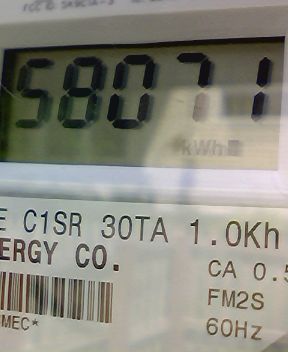 58071
kWh
E C1SR 30TA 1.0Kh
ERGY CO.
CA 0.5
FM2S
MEC*
60Hz